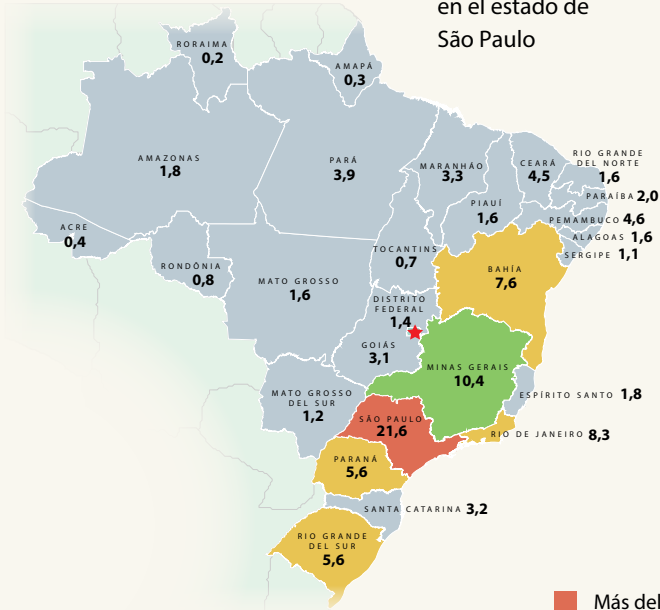 en el estado de
São Paulo
RORAIMA
0,2
AMAPÁ
0,3
AMAZONAS
1,8
PARÁ
3,9
MARANHÃO
3,3
CEARÁ
4,5
RIO GRANDE
DEL NORTE
1,6
PARAÍBA 2,0
PIAUÍ
1,6
PEMAMBUCO 4,6
ALAGOAS 1,6
SERGIPE 1,1
ACRE
0,4
RONDÔNIA
0,8
TOCANTINS
0,7
MATO GROSSO
1,6
BAHÍA
7,6
DISTRITO
FEDERAL
1,4
GOIÁS
3,1
MINAS GERAIS
10,4
MATO GROSSO
DEL SUR
1,2
ESPÍRITO SANTO 1,8
SÃO PAULO
21,6
RIO DE JANEIRO 8,3
PARANÁ
5,6
SANTA CATARINA 3,2
RIO GRANDE
DEL SUR
5,6
Más del